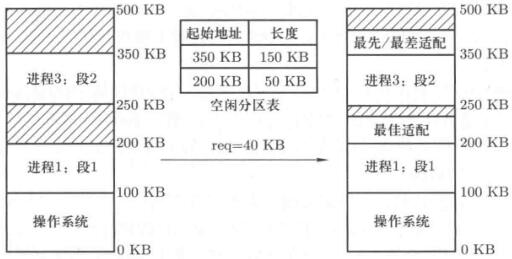 500 KB
350 KB
进程3：段2
250 KB
200 KB
进程1：段1
100 KB
操作系统
0 KB
起始地址 长度
350 KB 150 KB
200 KB 50 KB
空闲分区表
req=40 KB
500 KB
最先/最差适配
350 KB
进程3：段2
250 KB
最佳适配
200 KB
进程1：段1
100 KB
操作系统
0 KB